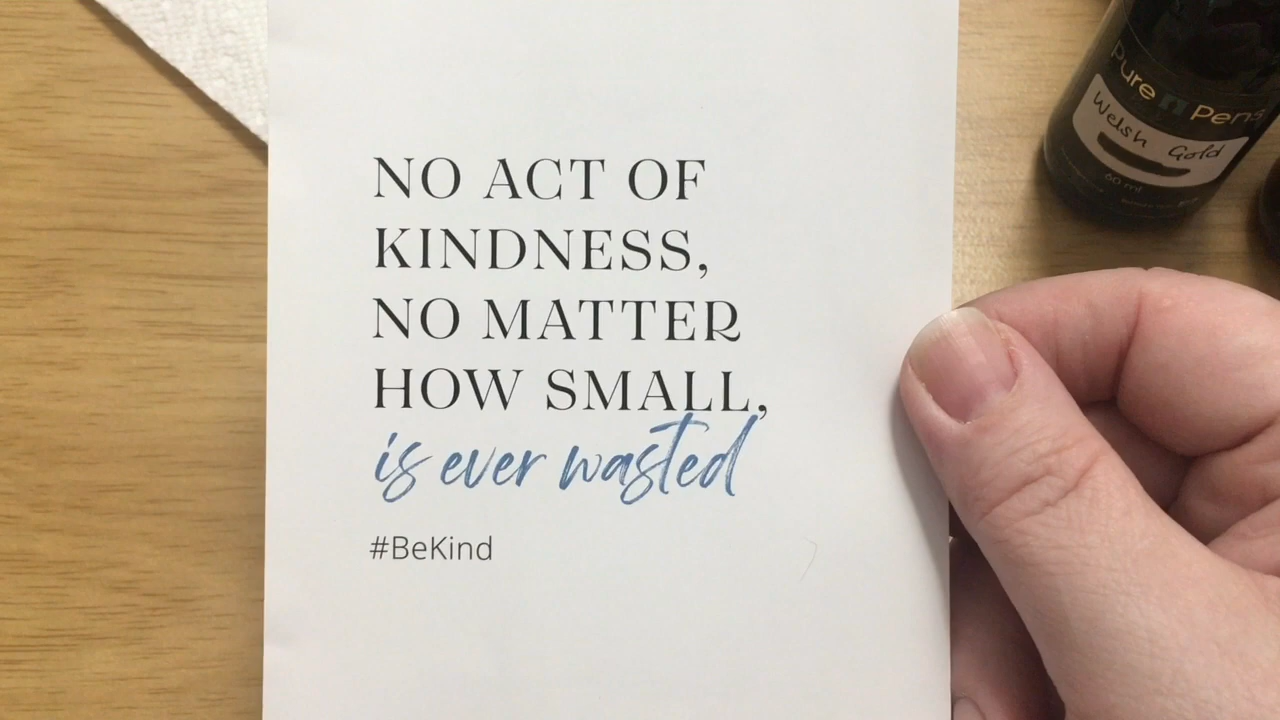 NO ACT OF
KINDNESS,
NO MATTER
HOW SMALL,
is ever wasted
#BeKind
Pure n Pens
Welsh Gold
60 ml